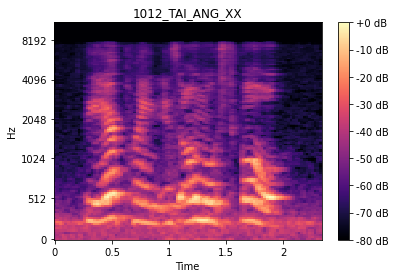 1012_TAI_ANG_XX
+0 dB
8192
-10 dB
4096
-20 dB
-30 dB
2048
-40 dB
Hz
1024
-50 dB
512
-60 dB
-70 dB
0
-80 dB
0 0.5 1 1.5 2
Time